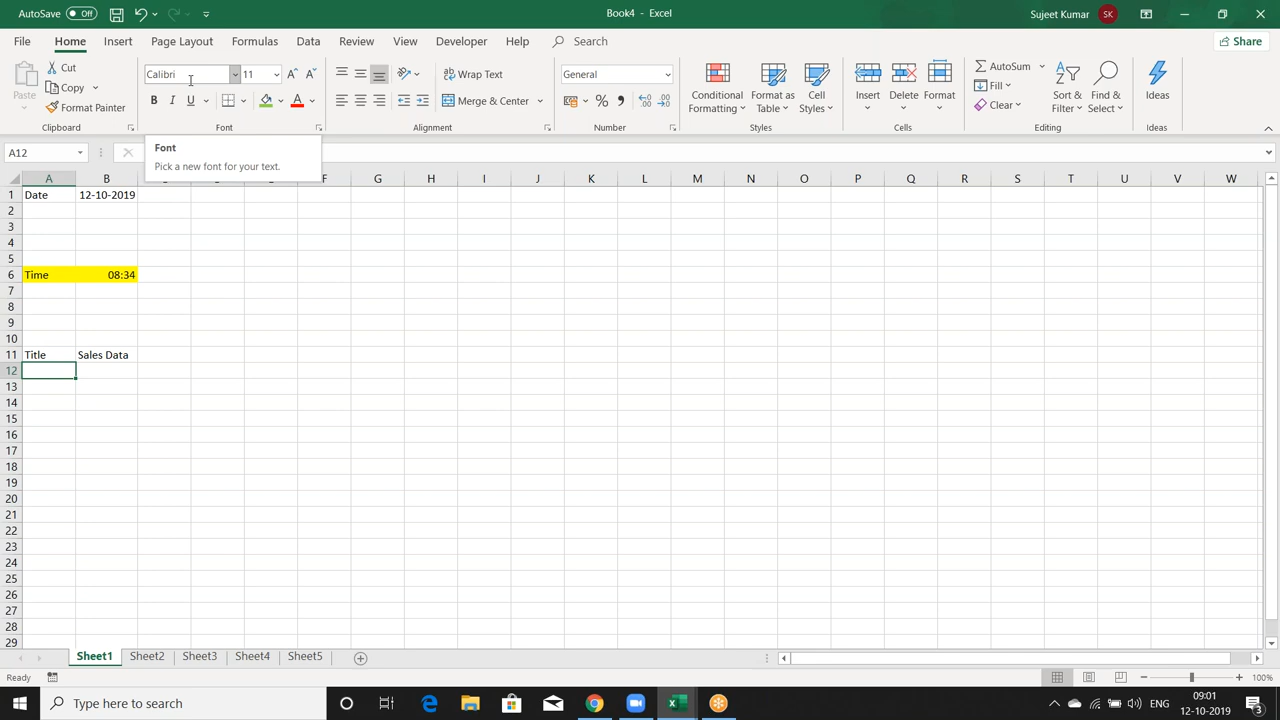 AutoSave Off
Book4 - Excel
Sujeet Kumar SK
File Home Insert Page Layout Formulas Data Review View Developer Help Search
Share
Paste
Cut
Copy
Format Painter
Clipboard
Calibri 11
B I U
Font
Wrap Text
Merge & Center
Alignment
General
Number
Conditional Formatting
Format as Table
Cell Styles
Styles
Insert
Delete
Format
Cells
AutoSum
Fill
Clear
Sort & Filter
Find & Select
Editing
Ideas
Ideas
A12
Font
Pick a new font for your text.
A B F G H I J K L M N O P Q R S T U V W
1 Date 12-10-2019
2
3
4
5
6 Time 08:34
7
8
9
10
11 Title Sales Data
12
13
14
15
16
17
18
19
20
21
22
23
24
25
26
27
28
29
Sheet1 Sheet2 Sheet3 Sheet4 Sheet5
Ready
100%
Type here to search
ENG
09:01
12-10-2019
3